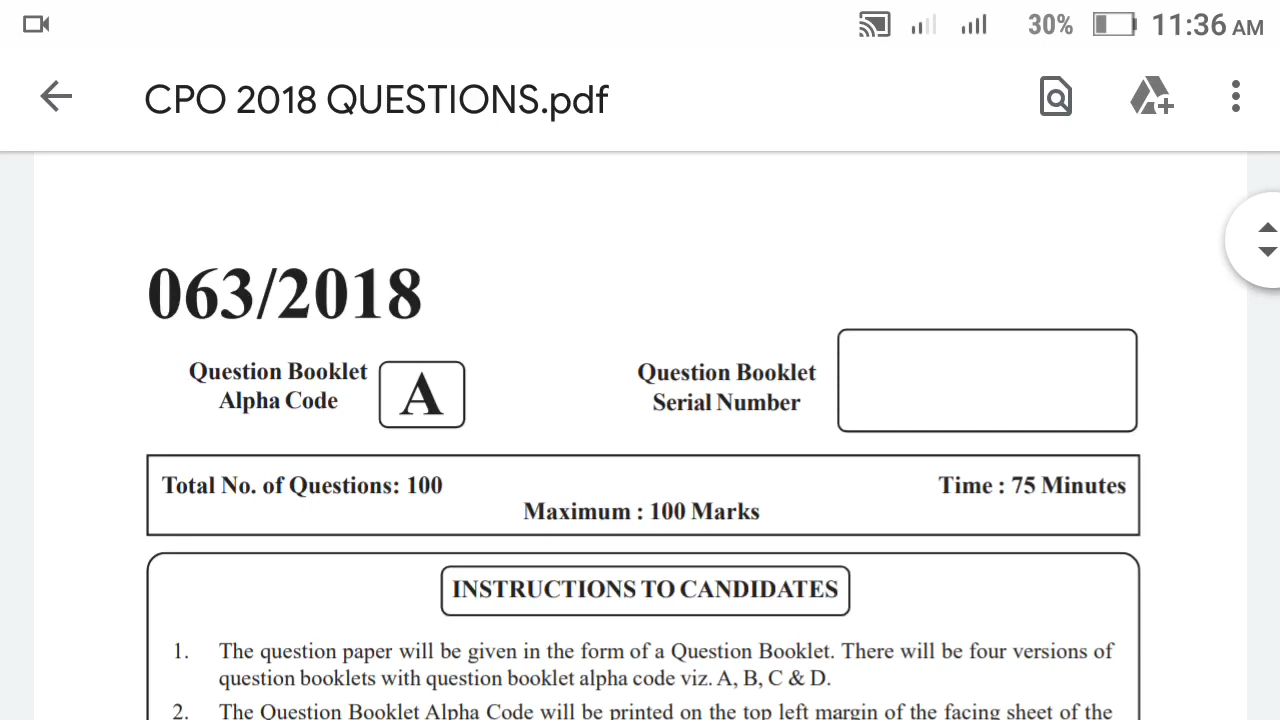 30% 11:36 AM
CPO 2018 QUESTIONS.pdf
063/2018
Question Booklet
Alpha Code
A
Question Booklet
Serial Number
Total No. of Questions: 100
Time : 75 Minutes
Maximum : 100 Marks
INSTRUCTIONS TO CANDIDATES
1. The question paper will be given in the form of a Question Booklet. There will be four versions of
question booklets with question booklet alpha code viz. A, B, C & D.
2. The Question Booklet Alpha Code will be printed on the top left margin of the facing sheet of the